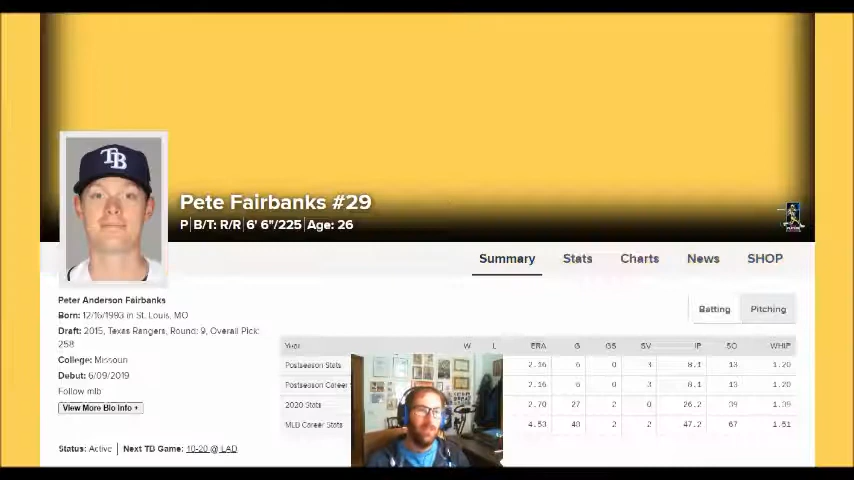 TB
Pete Fairbanks #29
P B/T: R/R 6' 6"/225 Age: 26
Summary Stats Charts News SHOP
Peter Anderson Fairbanks
Born: 12/16/1993 in St. Louis, MO
Draft: 2015, Texas Rangers, Round: 9, Overall Pick:
258
College: Missouri
Debut: 6/09/2019
Follow mlb
View More Bio Info +
Status: Active Next TB Game: 10-20 @ LAD
Batting Pitching
Year W L ERA G GS SV IP SO WHIP
Postseason Stats 2.16 6 0 3 8.1 13 1.20
Postseason Career 2.16 6 0 3 8.1 13 1.20
2020 Stats 2.70 27 2 0 26.2 39 1.39
MLB Career Stats 4.53 40 2 2 47.2 67 1.51